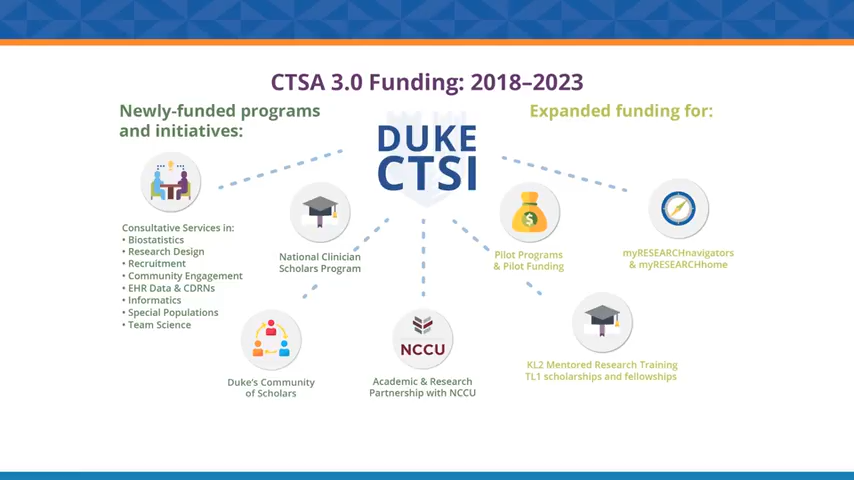 CTSA 3.0 Funding: 2018–2023
Newly-funded programs
and initiatives:
Expanded funding for:
DUKE
CTSI
Consultative Services in:
• Biostatistics
• Research Design
• Recruitment
• Community Engagement
• EHR Data & CDRNs
• Informatics
• Special Populations
• Team Science
National Clinician
Scholars Program
Duke's Community
of Scholars
NCCU
Academic & Research
Partnership with NCCU
Pilot Programs
& Pilot Funding
myRESEARCHnavigators
& myRESEARCHhome
KL2 Mentored Research Training
TL1 scholarships and fellowships